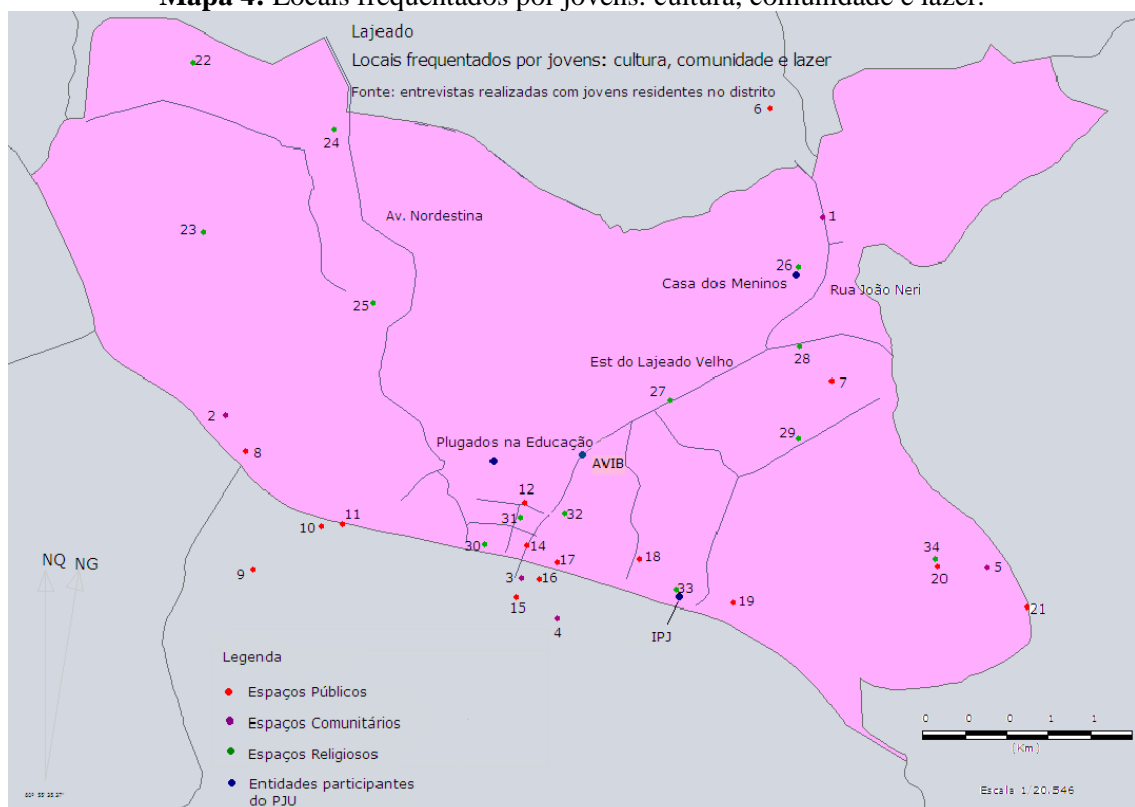 Mapa 4: Locais frequentados por jovens: cultura, comunidade e lazer.
Lajeado
Locais frequentados por jovens: cultura, comunidade e lazer
Fonte: entrevistas realizadas com jovens residentes no distrito
22
6
24
Av. Nordestina
1
23
26
Casa dos Meninos
Rua João Neri
25
28
Est do Lajeado Velho
7
27
2
29
Plugados na Educação
8
AVIB
12
31
32
10
11
30
14
17
18
34
9
3
16
20
5
15
33
19
21
4
IPJ
NQ
NG
Legenda
Espaços Públicos
Espaços Comunitários
Espaços Religiosos
Entidades participantes
do PJU
0 0 0 1 1
(Km)
Escala 1/20.546